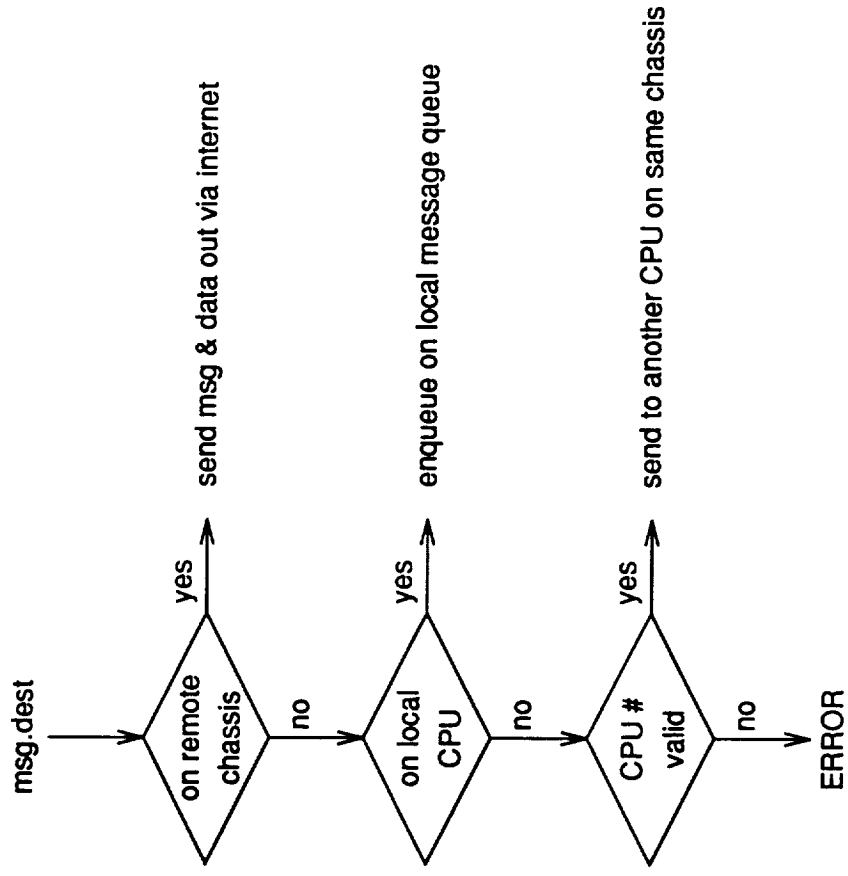 msg.dest
on remote
chassis
yes
send msg & data out via internet
no
on local
CPU
yes
enqueue on local message queue
no
CPU #
valid
yes
send to another CPU on same chassis
no
ERROR